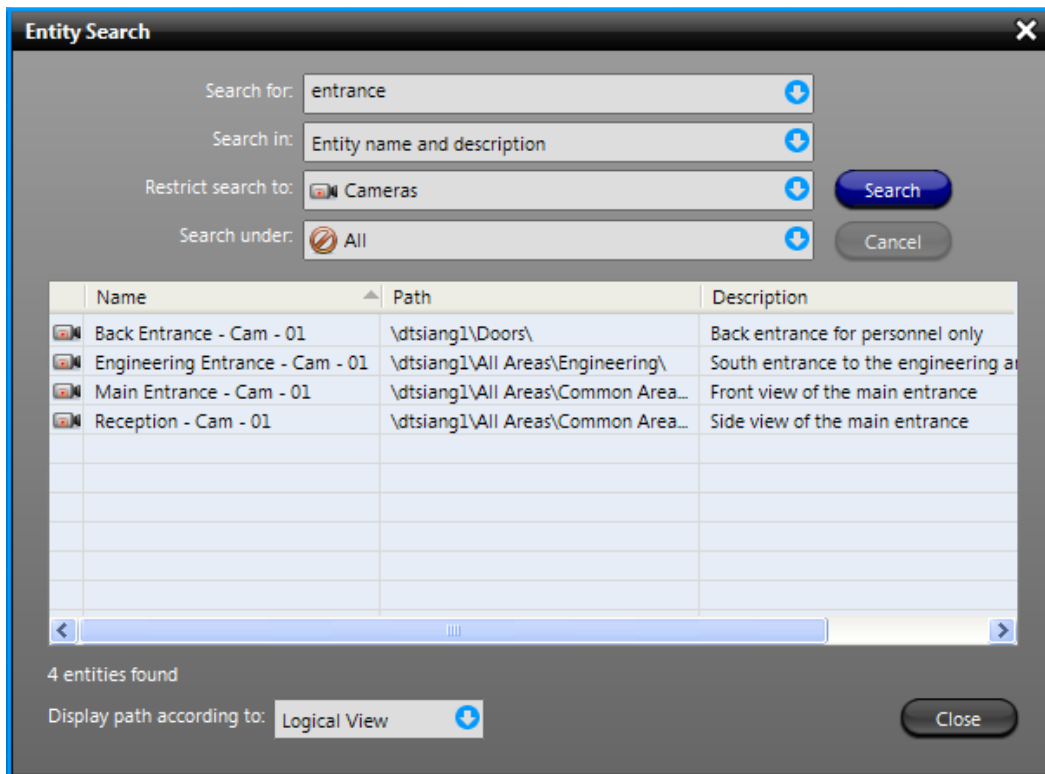 Entity Search
Search for: entrance
Search in: Entity name and description
Restrict search to: Cameras
Search
Search under: All
Cancel
Name Path Description
Back Entrance - Cam - 01 \dtsiang1\Doors\ Back entrance for personnel only
Engineering Entrance - Cam - 01 \dtsiang1\All Areas\Engineering\ South entrance to the engineering
Main Entrance - Cam - 01 \dtsiang1\All Areas\Common Area... Front view of the main entrance
Reception - Cam - 01 \dtsiang1\All Areas\Common Area... Side view of the main entrance
4 entities found
Display path according to: Logical View
Close